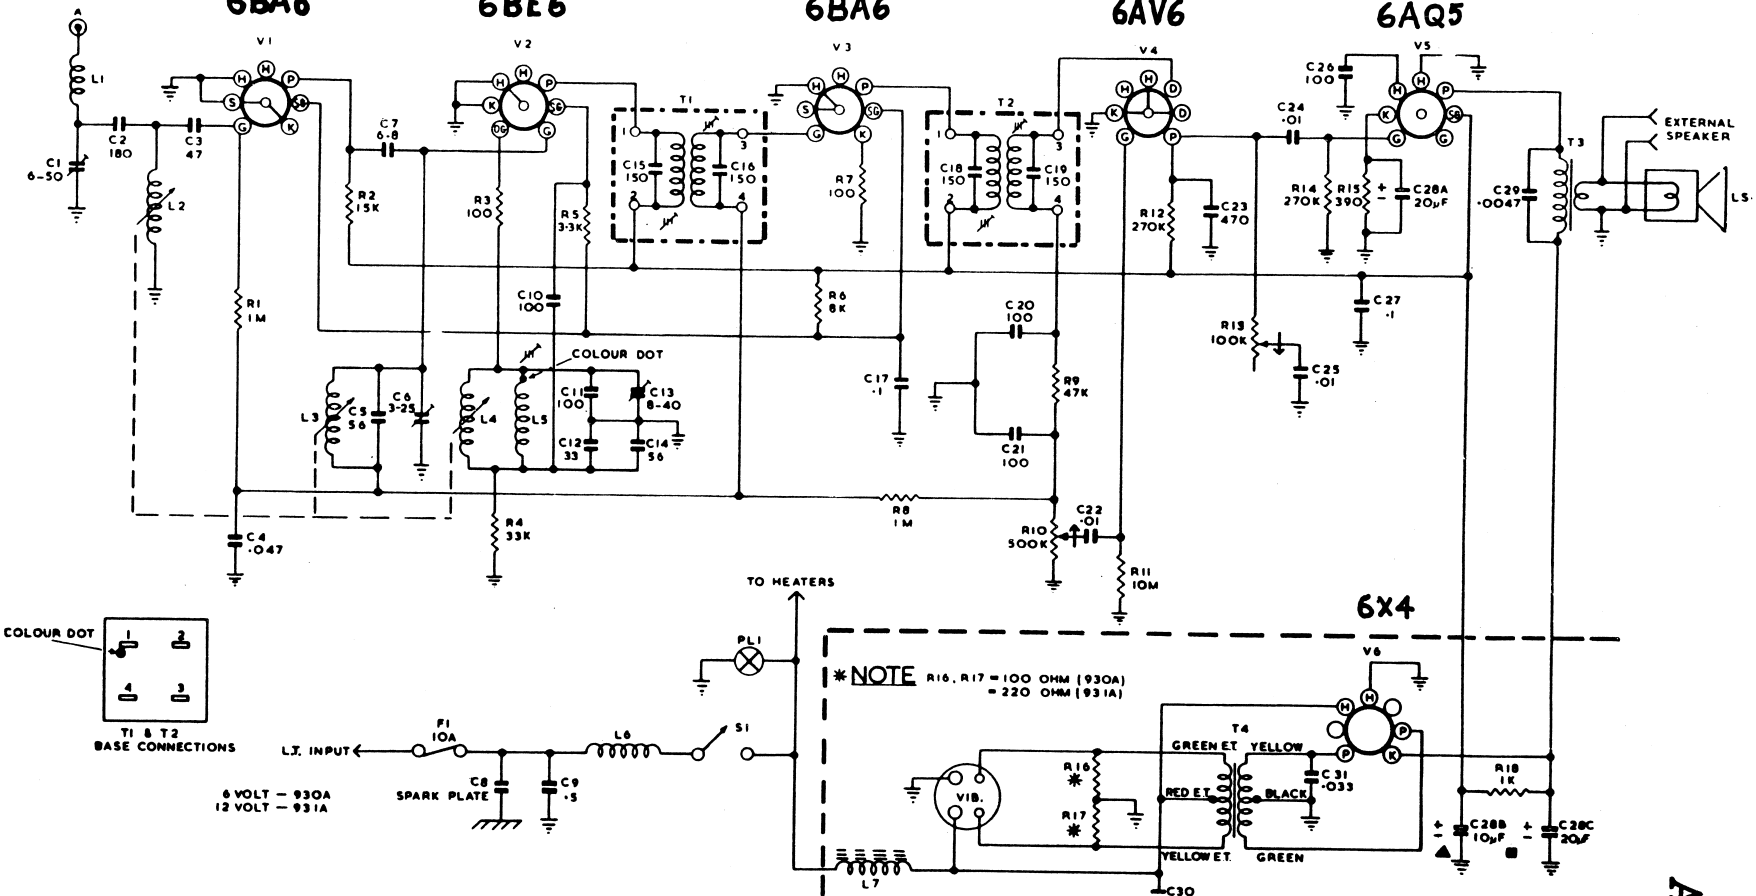 6BA6 6BE6 6BA6 6AV6 6AQ5
A
V1 V2 V3 V4 V5
L1
H H P S SG G K
H H P K SG OG G
H H P S SG G K
H H D K D G P
H H P K SG G G
C1
6-50
C2
180
C3
47
L2
C7
6·8
R2
15K
R3
100
R5
3·3K
T1
1 3
2 4
C15
150
C16
150
R7
100
T2
1 3
2 4
C18
150
C19
150
R12
270K
C23
470
C24
·01
C26
100
R14
270K
R15
390
+
−
C28A
20µF
C29
·0047
T3
EXTERNAL
SPEAKER
LS.
R1
1M
C10
100
R6
8K
C20
100
R13
100K
C27
·1
C25
·01
COLOUR DOT
L3
C5
56
C6
3-25
L4
L5
C11
100
C13
8-40
C12
33
C14
56
C17
·1
R9
47K
C21
100
R8
1M
R10
500K
C22
·01
R11
10M
C4
·047
R4
33K
TO HEATERS
6X4
COLOUR DOT
1 2
4 3
T1 & T2
BASE CONNECTIONS
PL1
* NOTE R16, R17 = 100 OHM (930A)
= 220 OHM (931A)
V6
H H P P K
L.T. INPUT
F1
10A
L6
S1
C8
SPARK PLATE
C9
·5
6 VOLT — 930A
12 VOLT — 931A
VIB.
R16
*
R17
*
T4
GREEN E.T. YELLOW
RED E.T. BLACK
YELLOW E.T. GREEN
C31
·033
R18
1K
+
−
C28B
10µF
+
−
C28C
20µF
L7
C30